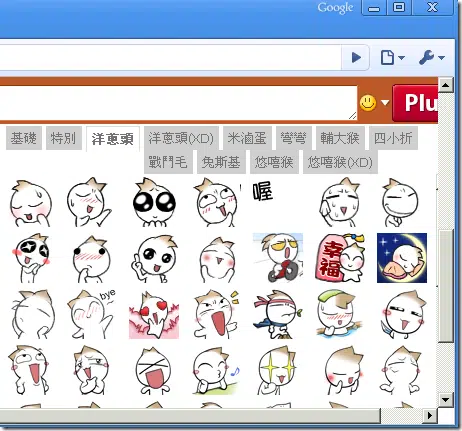 Google
Plu
基礎 特別 洋蔥頭 洋蔥頭(XD) 米滷蛋 彎彎 輔大猴 四小折
戰鬥毛 兔斯基 悠嘻猴 悠嘻猴(XD)
喔
幸福
bye